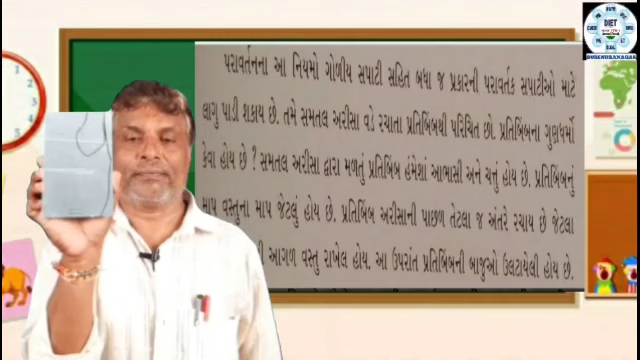 DIET
SURENDRANAGAR
પરાવર્તનના આ નિયમો ગોળીય સપાટી સહિત બધા જ પ્રકારની પરાવર્તક સપાટીઓ માટે
લાગુ પાડી શકાય છે. તમે સમતલ અરીસા વડે રચાતા પ્રતિબિંબથી પરિચિત છો. પ્રતિબિંબના ગુણધર્મો
કેવા હોય છે ? સમતલ અરીસા દ્વારા મળતું પ્રતિબિંબ હંમેશાં આભાસી અને ચત્તું હોય છે. પ્રતિબિંબનું
માપ વસ્તુના માપ જેટલું હોય છે. પ્રતિબિંબ અરીસાની પાછળ તેટલા જ અંતરે રચાય છે જેટલા
આગળ વસ્તુ રાખેલ હોય. આ ઉપરાંત પ્રતિબિંબની બાજુઓ ઉલટાયેલી હોય છે.